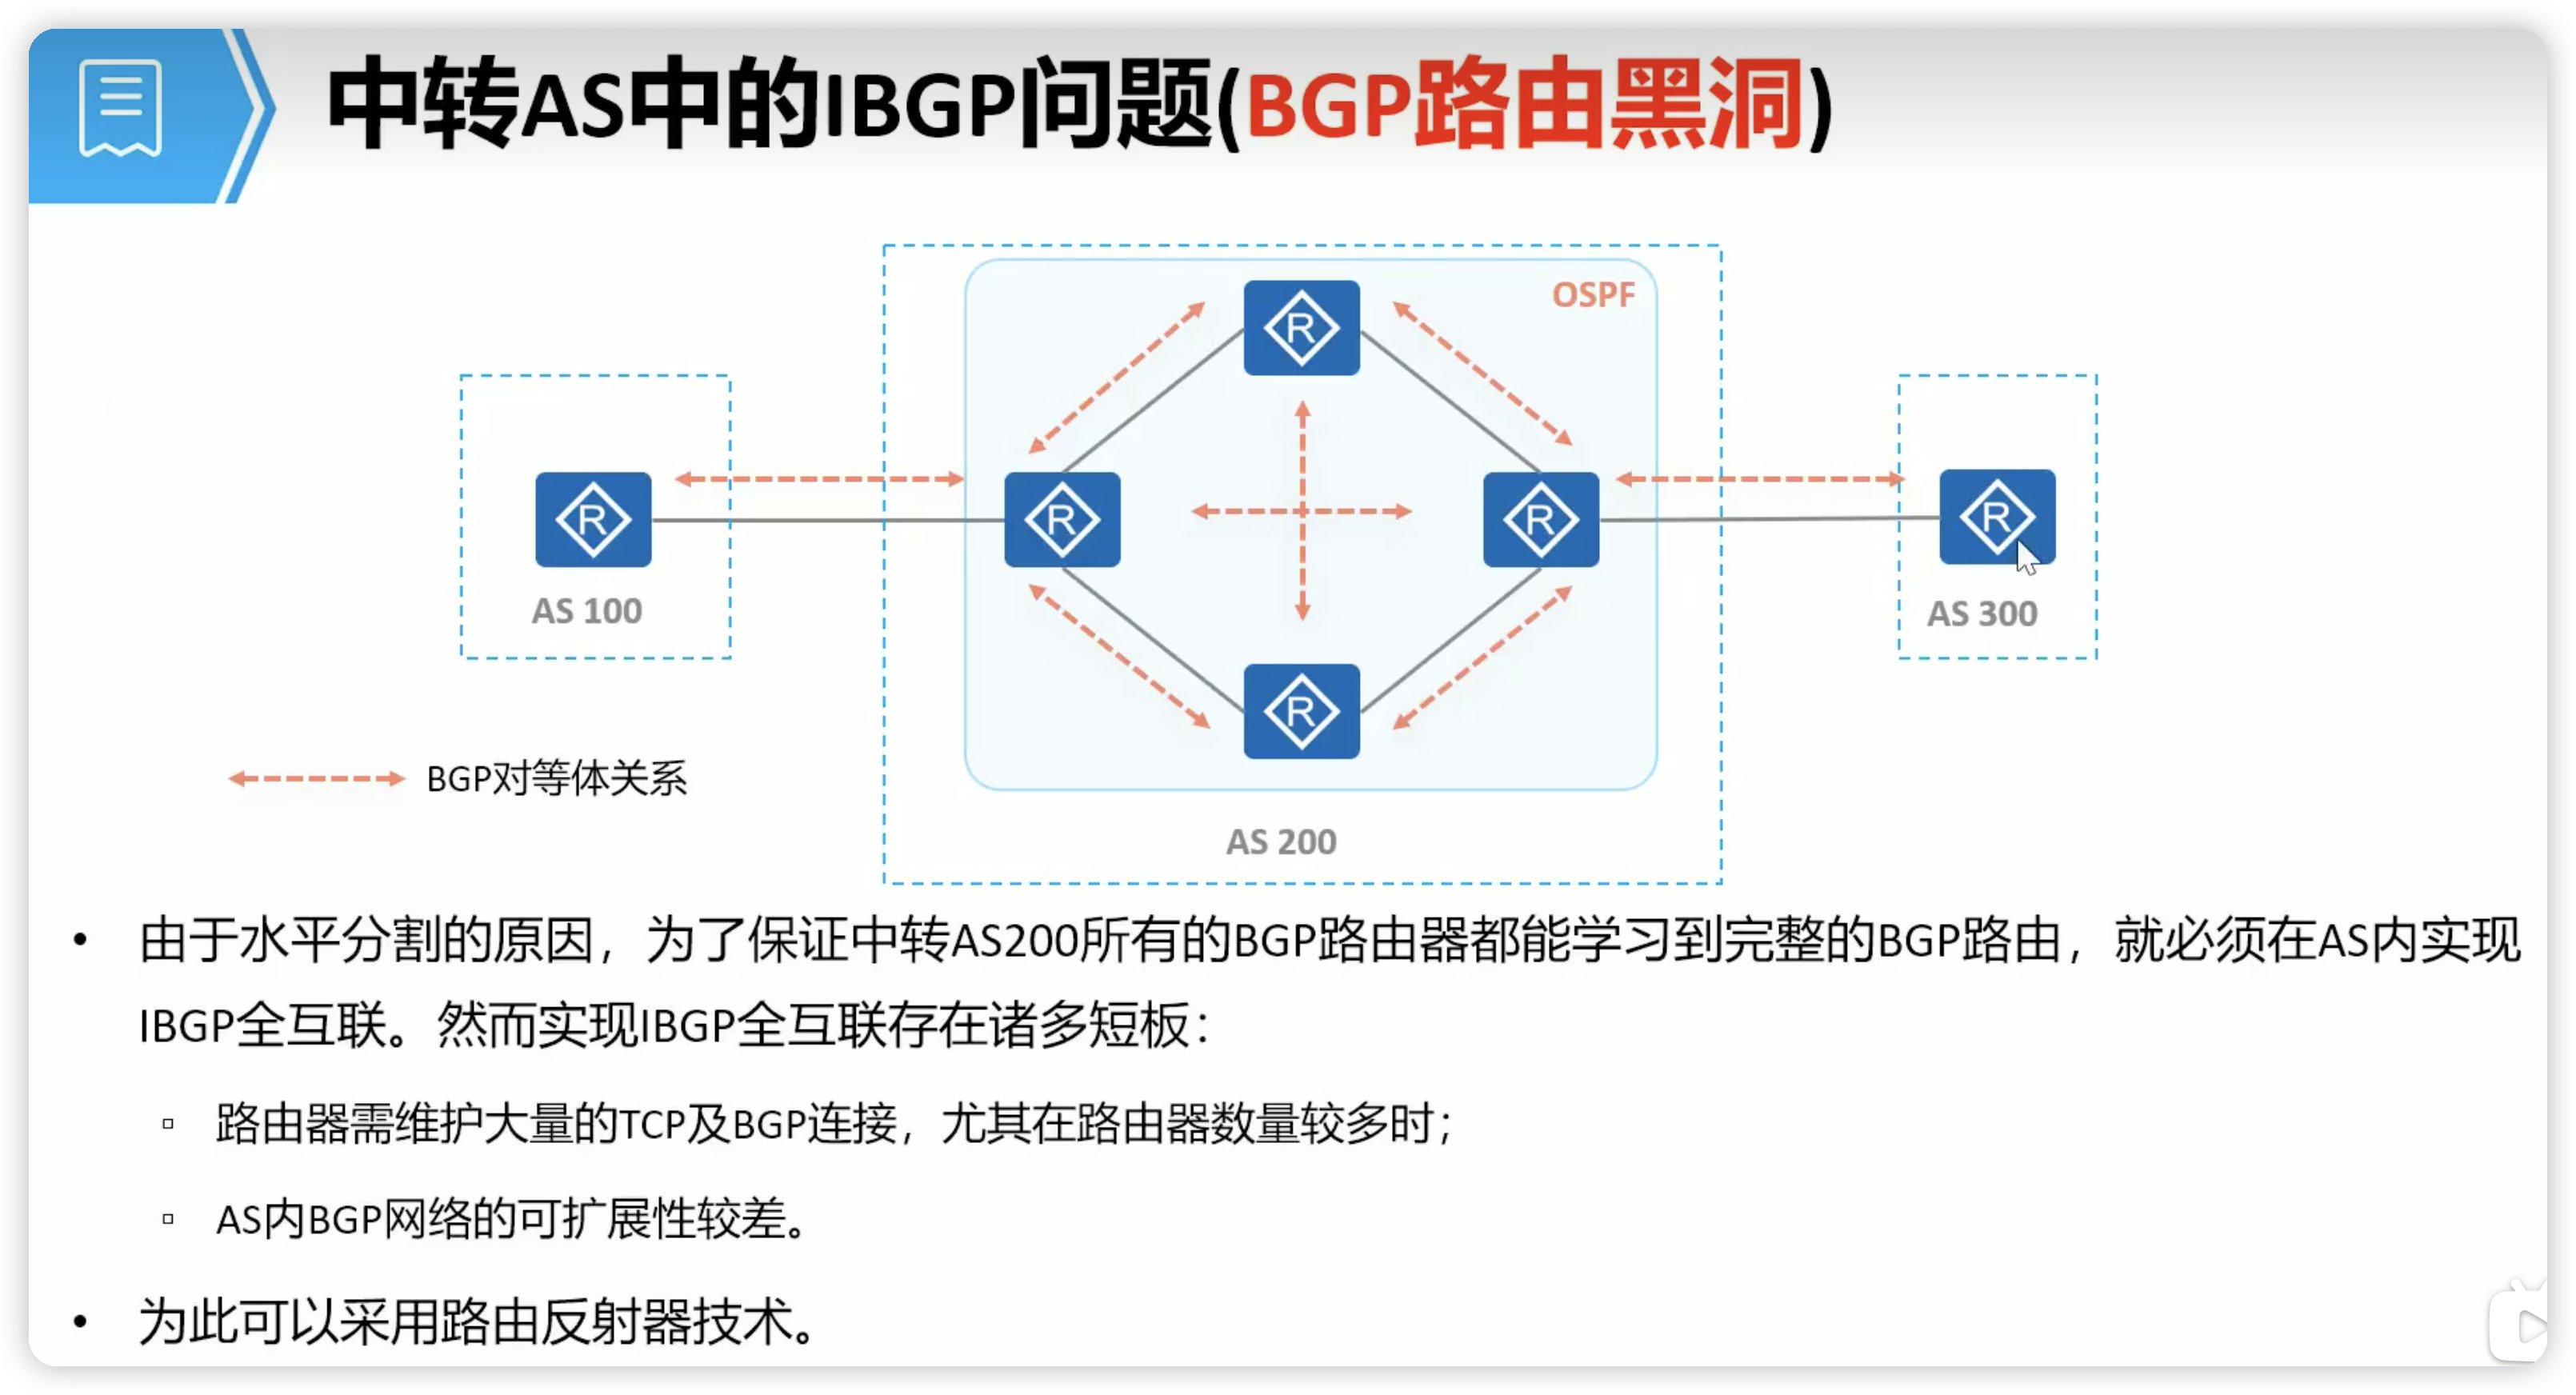 中转AS中的IBGP问题(BGP路由黑洞)
OSPF
R
R
R
R
R
R
AS 100
AS 300
BGP对等体关系
AS 200
• 由于水平分割的原因，为了保证中转AS200所有的BGP路由器都能学习到完整的BGP路由，就必须在AS内实现
IBGP全互联。然而实现IBGP全互联存在诸多短板：
▫ 路由器需维护大量的TCP及BGP连接，尤其在路由器数量较多时；
▫ AS内BGP网络的可扩展性较差。
• 为此可以采用路由反射器技术。